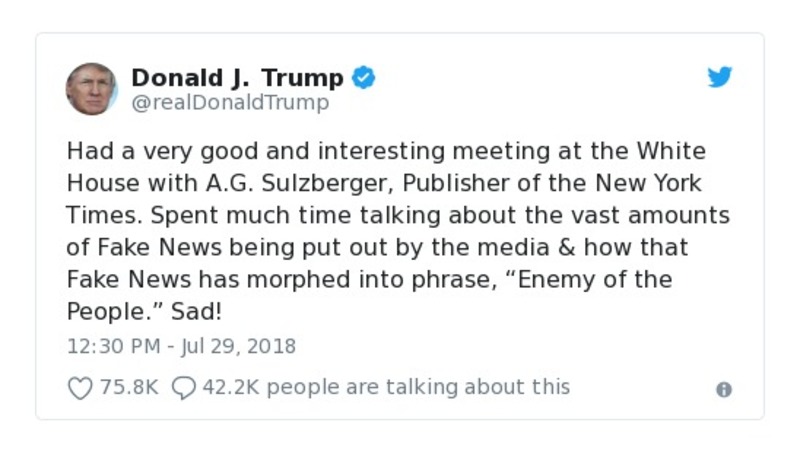 Donald J. Trump
@realDonaldTrump
Had a very good and interesting meeting at the White
House with A.G. Sulzberger, Publisher of the New York
Times. Spent much time talking about the vast amounts
of Fake News being put out by the media & how that
Fake News has morphed into phrase, “Enemy of the
People.” Sad!
12:30 PM - Jul 29, 2018
75.8K 42.2K people are talking about this